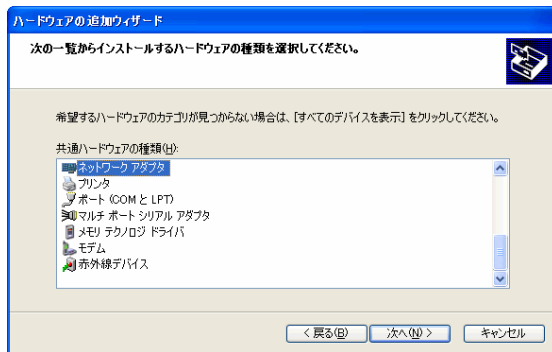 ハードウェアの追加ウィザード
次の一覧からインストールするハードウェアの種類を選択してください。
希望するハードウェアのカテゴリが見つからない場合は、[すべてのデバイスを表示] をクリックしてください。
共通ハードウェアの種類(H):
ネットワーク アダプタ
プリンタ
ポート (COM と LPT)
マルチ ポート シリアル アダプタ
メモリ テクノロジ ドライバ
モデム
赤外線デバイス
< 戻る(B) 次へ(N) > キャンセル